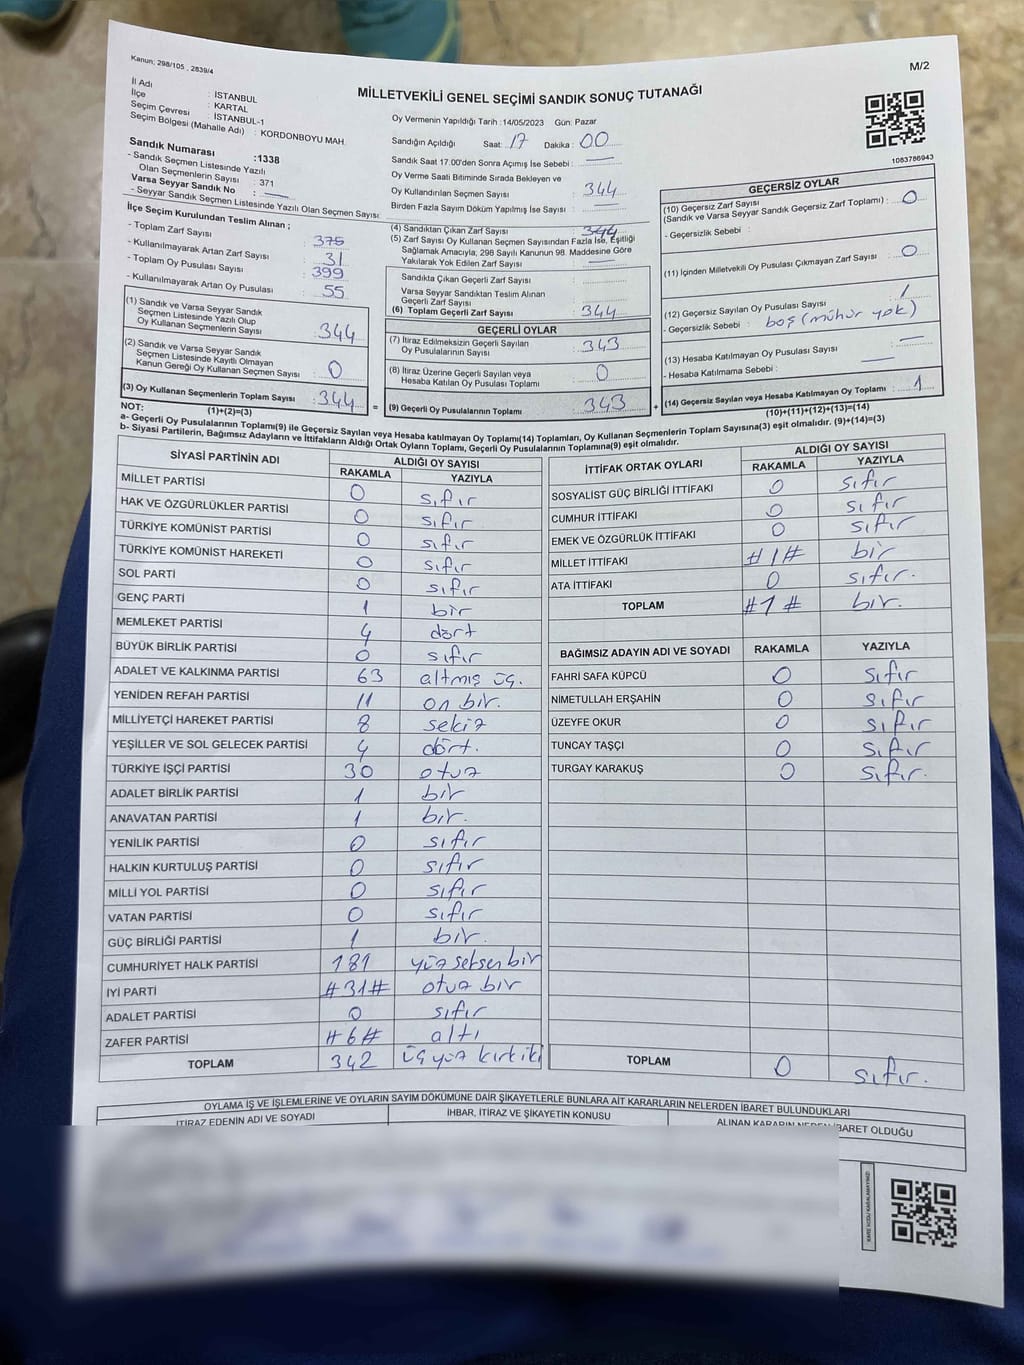 Kanun; 298/105 , 2839/4
M/2
MİLLETVEKİLİ GENEL SEÇİMİ SANDIK SONUÇ TUTANAĞI
İl Adı : İSTANBUL
İlçe : KARTAL
Seçim Çevresi : İSTANBUL-1
Seçim Bölgesi (Mahalle Adı) : KORDONBOYU MAH.
Sandık Numarası :1338
- Sandık Seçmen Listesinde Yazılı
Olan Seçmenlerin Sayısı : 371
Varsa Seyyar Sandık No : —
- Seyyar Sandık Seçmen Listesinde Yazılı Olan Seçmen Sayısı:
İlçe Seçim Kurulundan Teslim Alınan ;
- Toplam Zarf Sayısı : 375
- Kullanılmayarak Artan Zarf Sayısı : 31
- Toplam Oy Pusulası Sayısı : 399
- Kullanılmayarak Artan Oy Pusulası : 55
(1) Sandık ve Varsa Seyyar Sandık
Seçmen Listesinde Yazılı Olup
Oy Kullanan Seçmenlerin Sayısı : 344
(2) Sandık ve Varsa Seyyar Sandık
Seçmen Listesinde Kayıtlı Olmayan
Kanun Gereği Oy Kullanan Seçmen Sayısı : 0
(3) Oy Kullanan Seçmenlerin Toplam Sayısı : 344 =
(1)+(2)=(3)
Oy Vermenin Yapıldığı Tarih :14/05/2023 Gün: Pazar
Sandığın Açıldığı Saat: 17 Dakika : 00
Sandık Saat 17.00'den Sonra Açımış İse Sebebi : —
Oy Verme Saati Bitiminde Sırada Bekleyen ve
Oy Kullandırılan Seçmen Sayısı : 344
Birden Fazla Sayım Döküm Yapılmış İse Sayısı : —
(4) Sandıktan Çıkan Zarf Sayısı : 344
(5) Zarf Sayısı Oy Kullanan Seçmen Sayısından Fazla İse, Eşitliği
Sağlamak Amacıyla, 298 Sayılı Kanunun 98. Maddesine Göre
Yakılarak Yok Edilen Zarf Sayısı : —
Sandıkta Çıkan Geçerli Zarf Sayısı :
Varsa Seyyar Sandıktan Teslim Alınan
Geçerli Zarf Sayısı :
(6) Toplam Geçerli Zarf Sayısı : 344
GEÇERLİ OYLAR
(7) İtiraz Edilmeksizin Geçerli Sayılan
Oy Pusulalarının Sayısı : 343
(8) İtiraz Üzerine Geçerli Sayılan veya
Hesaba Katılan Oy Pusulası Toplamı : 0
(9) Geçerli Oy Pusulalarının Toplamı : 343 +
1083786943
GEÇERSİZ OYLAR
(10) Geçersiz Zarf Sayısı
(Sandık ve Varsa Seyyar Sandık Geçersiz Zarf Toplamı) : 0
- Geçersizlik Sebebi :
(11) İçinden Milletvekili Oy Pusulası Çıkmayan Zarf Sayısı : 0
(12) Geçersiz Sayılan Oy Pusulası Sayısı : 1
- Geçersizlik Sebebi : boş (mühür yok)
(13) Hesaba Katılmayan Oy Pusulası Sayısı : —
- Hesaba Katılmama Sebebi : —
(14) Geçersiz Sayılan veya Hesaba Katılmayan Oy Toplamı : 1
(10)+(11)+(12)+(13)=(14)
NOT:
a- Geçerli Oy Pusulalarının Toplamı(9) ile Geçersiz Sayılan veya Hesaba katılmayan Oy Toplamı(14) Toplamları, Oy Kullanan Seçmenlerin Toplam Sayısına(3) eşit olmalıdır. (9)+(14)=(3)
b- Siyasi Partilerin, Bağımsız Adayların ve İttifakların Aldığı Ortak Oyların Toplamı, Geçerli Oy Pusulalarının Toplamına(9) eşit olmalıdır.
SİYASİ PARTİNİN ADI ALDIĞI OY SAYISI
RAKAMLA YAZIYLA
MİLLET PARTİSİ 0 sıfır
HAK VE ÖZGÜRLÜKLER PARTİSİ 0 sıfır
TÜRKİYE KOMÜNİST PARTİSİ 0 sıfır
TÜRKİYE KOMÜNİST HAREKETİ 0 sıfır
SOL PARTİ 0 sıfır
GENÇ PARTİ 1 bir
MEMLEKET PARTİSİ 4 dört
BÜYÜK BİRLİK PARTİSİ 0 sıfır
ADALET VE KALKINMA PARTİSİ 63 altmış üç.
YENİDEN REFAH PARTİSİ 11 on bir.
MİLLİYETÇİ HAREKET PARTİSİ 8 sekiz
YEŞİLLER VE SOL GELECEK PARTİSİ 4 dört.
TÜRKİYE İŞÇİ PARTİSİ 30 otuz
ADALET BİRLİK PARTİSİ 1 bir
ANAVATAN PARTİSİ 1 bir.
YENİLİK PARTİSİ 0 sıfır
HALKIN KURTULUŞ PARTİSİ 0 sıfır
MİLLİ YOL PARTİSİ 0 sıfır
VATAN PARTİSİ 0 sıfır
GÜÇ BİRLİĞİ PARTİSİ 1 bir.
CUMHURİYET HALK PARTİSİ 181 yüz seksen bir
İYİ PARTİ #31# otuz bir
ADALET PARTİSİ 0 sıfır
ZAFER PARTİSİ #6# altı
TOPLAM 342 üç yüz kırk iki
İTTİFAK ORTAK OYLARI ALDIĞI OY SAYISI
RAKAMLA YAZIYLA
SOSYALİST GÜÇ BİRLİĞİ İTTİFAKI 0 sıfır
CUMHUR İTTİFAKI 0 sıfır
EMEK VE ÖZGÜRLÜK İTTİFAKI 0 sıfır
MİLLET İTTİFAKI #1# bir
ATA İTTİFAKI 0 sıfır.
TOPLAM #1# bir.
BAĞIMSIZ ADAYIN ADI VE SOYADI RAKAMLA YAZIYLA
FAHRİ SAFA KÜPCÜ 0 sıfır
NİMETULLAH ERŞAHİN 0 sıfır
ÜZEYFE OKUR 0 sıfır
TUNCAY TAŞÇI 0 sıfır
TURGAY KARAKUŞ 0 sıfır.
TOPLAM 0 sıfır.
OYLAMA İŞ VE İŞLEMLERİNE VE OYLARIN SAYIM DÖKÜMÜNE DAİR ŞİKAYETLERLE BUNLARA AİT KARARLARIN NELERDEN İBARET BULUNDUKLARI
İTİRAZ EDENİN ADI VE SOYADI İHBAR, İTİRAZ VE ŞİKAYETİN KONUSU ALINAN KARARIN NEDEN İBARET OLDUĞU